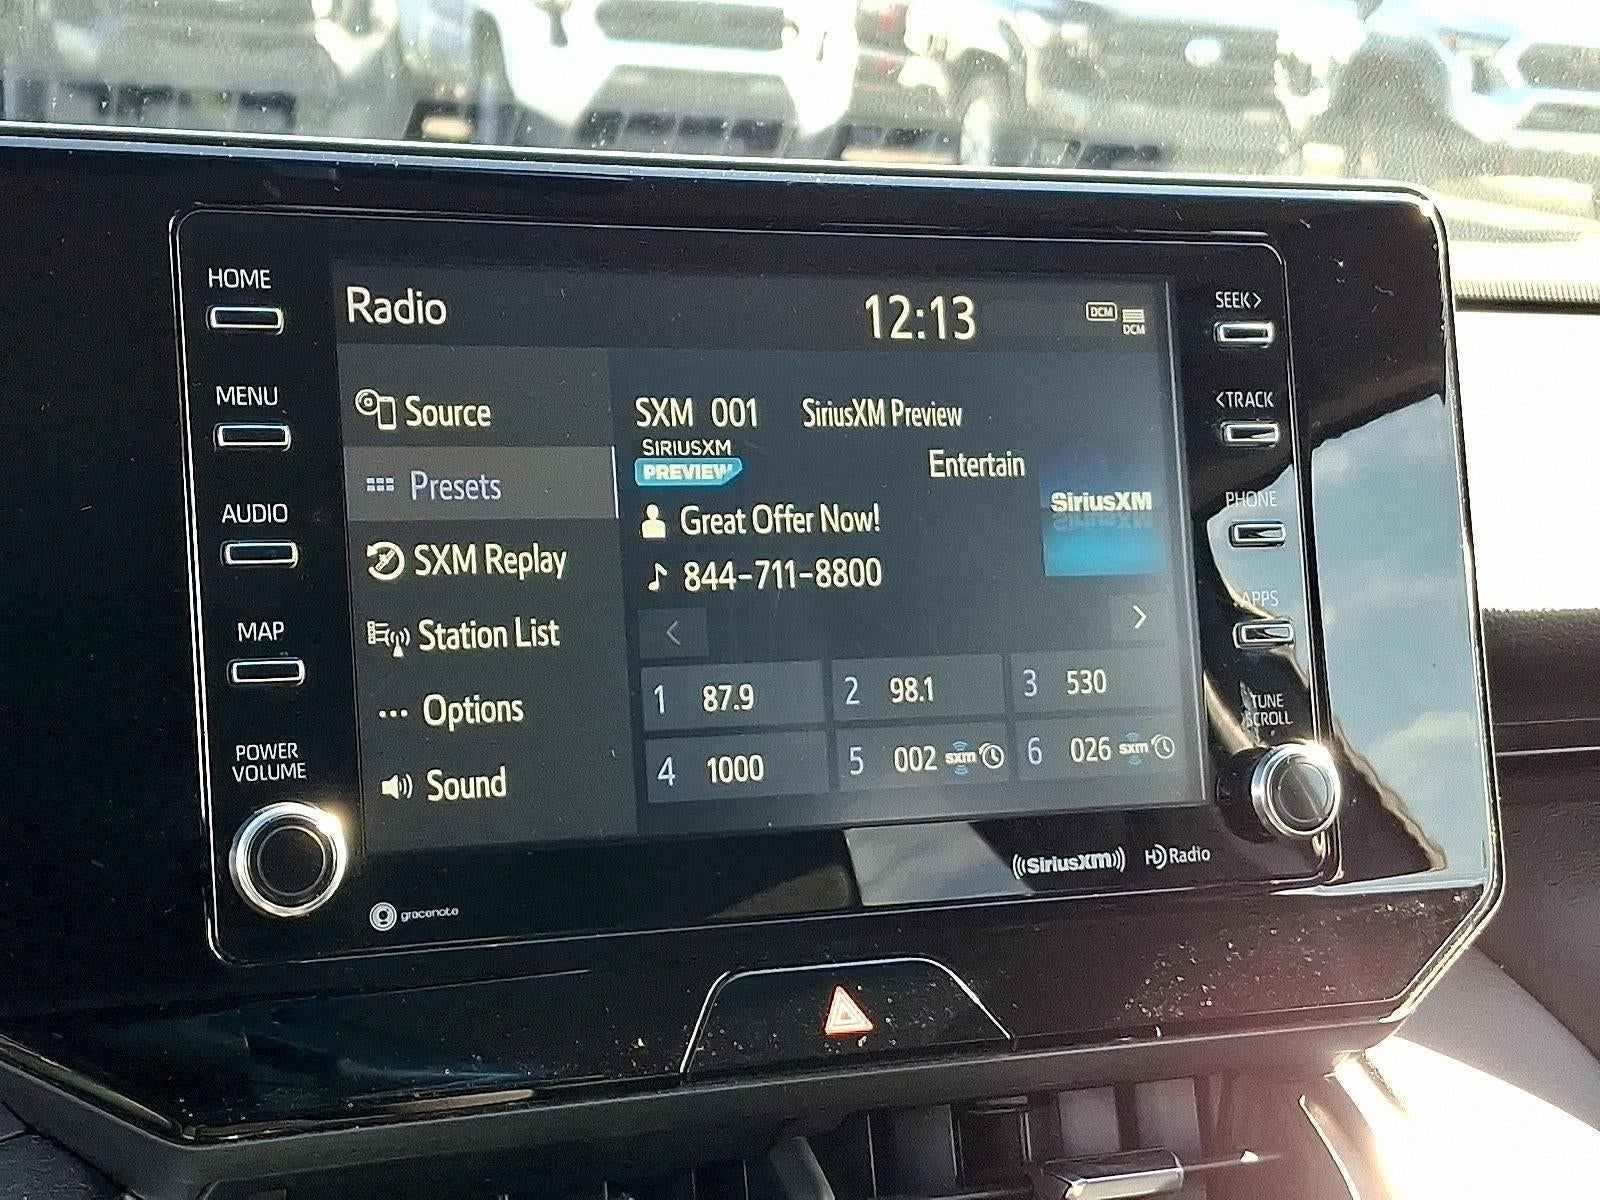 HOME
MENU
AUDIO
MAP
POWER
VOLUME
Radio
12:13
DCM
DCM
Source
Presets
SXM Replay
Station List
Options
Sound
SXM 001 SiriusXM Preview
SIRIUSXM
PREVIEW
Entertain
SiriusXM
Great Offer Now!
844-711-8800
< >
1 87.9 2 98.1 3 530
4 1000 5 002 sxm 6 026 sxm
SEEK >
< TRACK
PHONE
APPS
TUNE
SCROLL
gracenote
SiriusXM
HD Radio